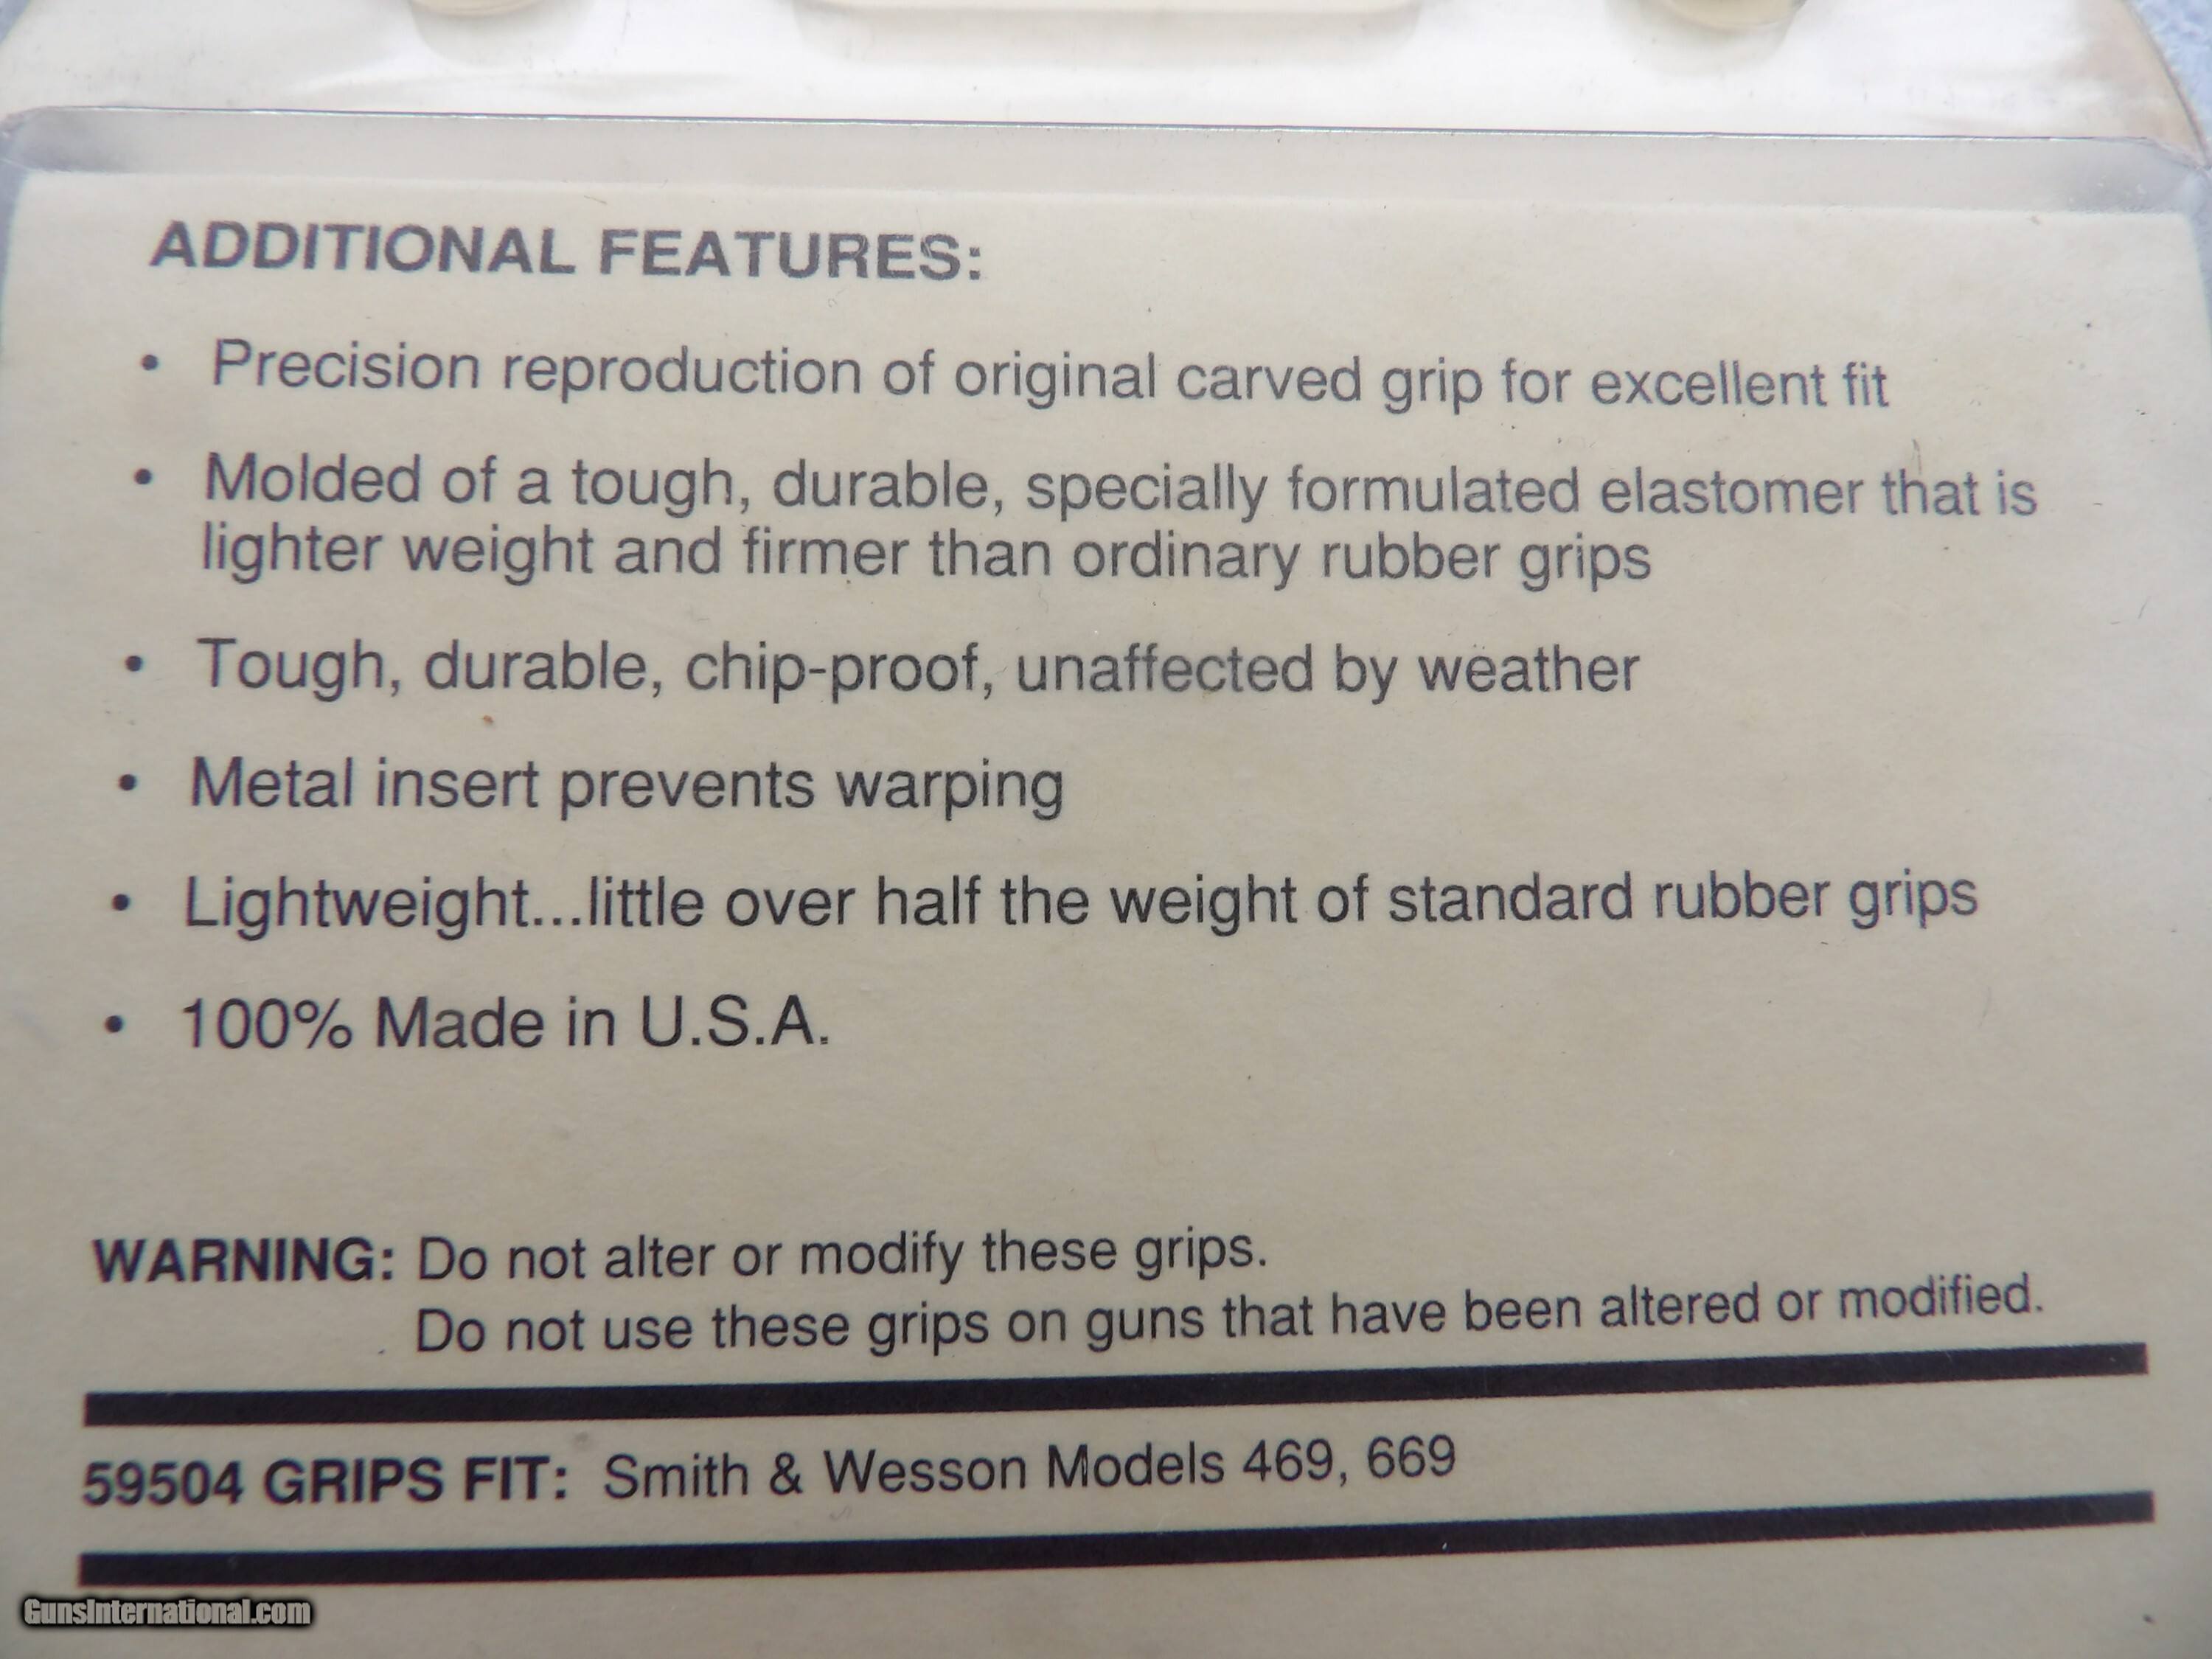 ADDITIONAL FEATURES:
• Precision reproduction of original carved grip for excellent fit
• Molded of a tough, durable, specially formulated elastomer that is
lighter weight and firmer than ordinary rubber grips
• Tough, durable, chip-proof, unaffected by weather
• Metal insert prevents warping
• Lightweight...little over half the weight of standard rubber grips
• 100% Made in U.S.A.
WARNING: Do not alter or modify these grips.
Do not use these grips on guns that have been altered or modified.
59504 GRIPS FIT: Smith & Wesson Models 469, 669
GunsInternational.com